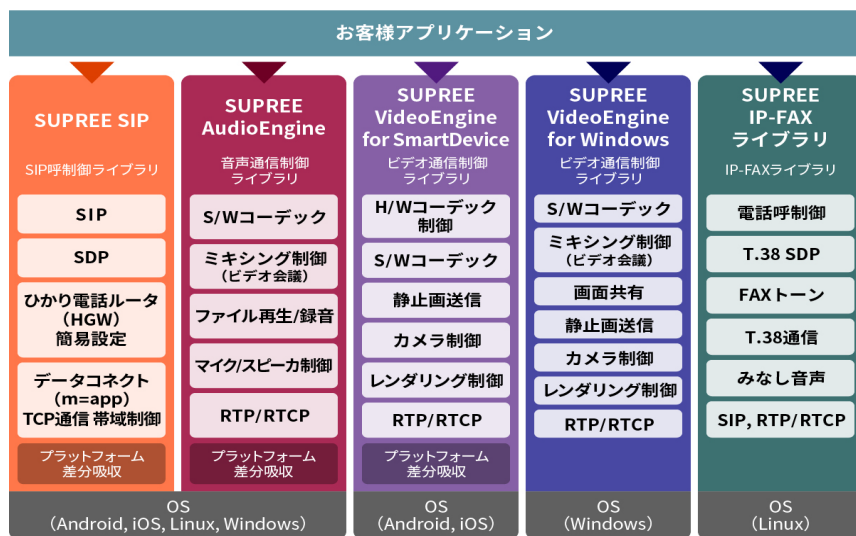 お客様アプリケーション
SUPREE SIP
SIP呼制御ライブラリ
SIP
SDP
ひかり電話ルータ
（HGW）
簡易設定
データコネクト
（m=app）
TCP通信 帯域制御
プラットフォーム
差分吸収
SUPREE
AudioEngine
音声通信制御
ライブラリ
S/Wコーデック
ミキシング制御
（ビデオ会議）
ファイル再生/録音
マイク/スピーカ制御
RTP/RTCP
プラットフォーム
差分吸収
OS
（Android, iOS, Linux, Windows）
SUPREE
VideoEngine
for SmartDevice
ビデオ通信制御
ライブラリ
H/Wコーデック
制御
S/Wコーデック
静止画送信
カメラ制御
レンダリング制御
RTP/RTCP
プラットフォーム
差分吸収
OS
（Android, iOS）
SUPREE
VideoEngine
for Windows
ビデオ通信制御
ライブラリ
S/Wコーデック
ミキシング制御
（ビデオ会議）
画面共有
静止画送信
カメラ制御
レンダリング制御
RTP/RTCP
OS
（Windows）
SUPREE
IP-FAX
ライブラリ
IP-FAXライブラリ
電話呼制御
T.38 SDP
FAXトーン
T.38通信
みなし音声
SIP, RTP/RTCP
OS
（Linux）